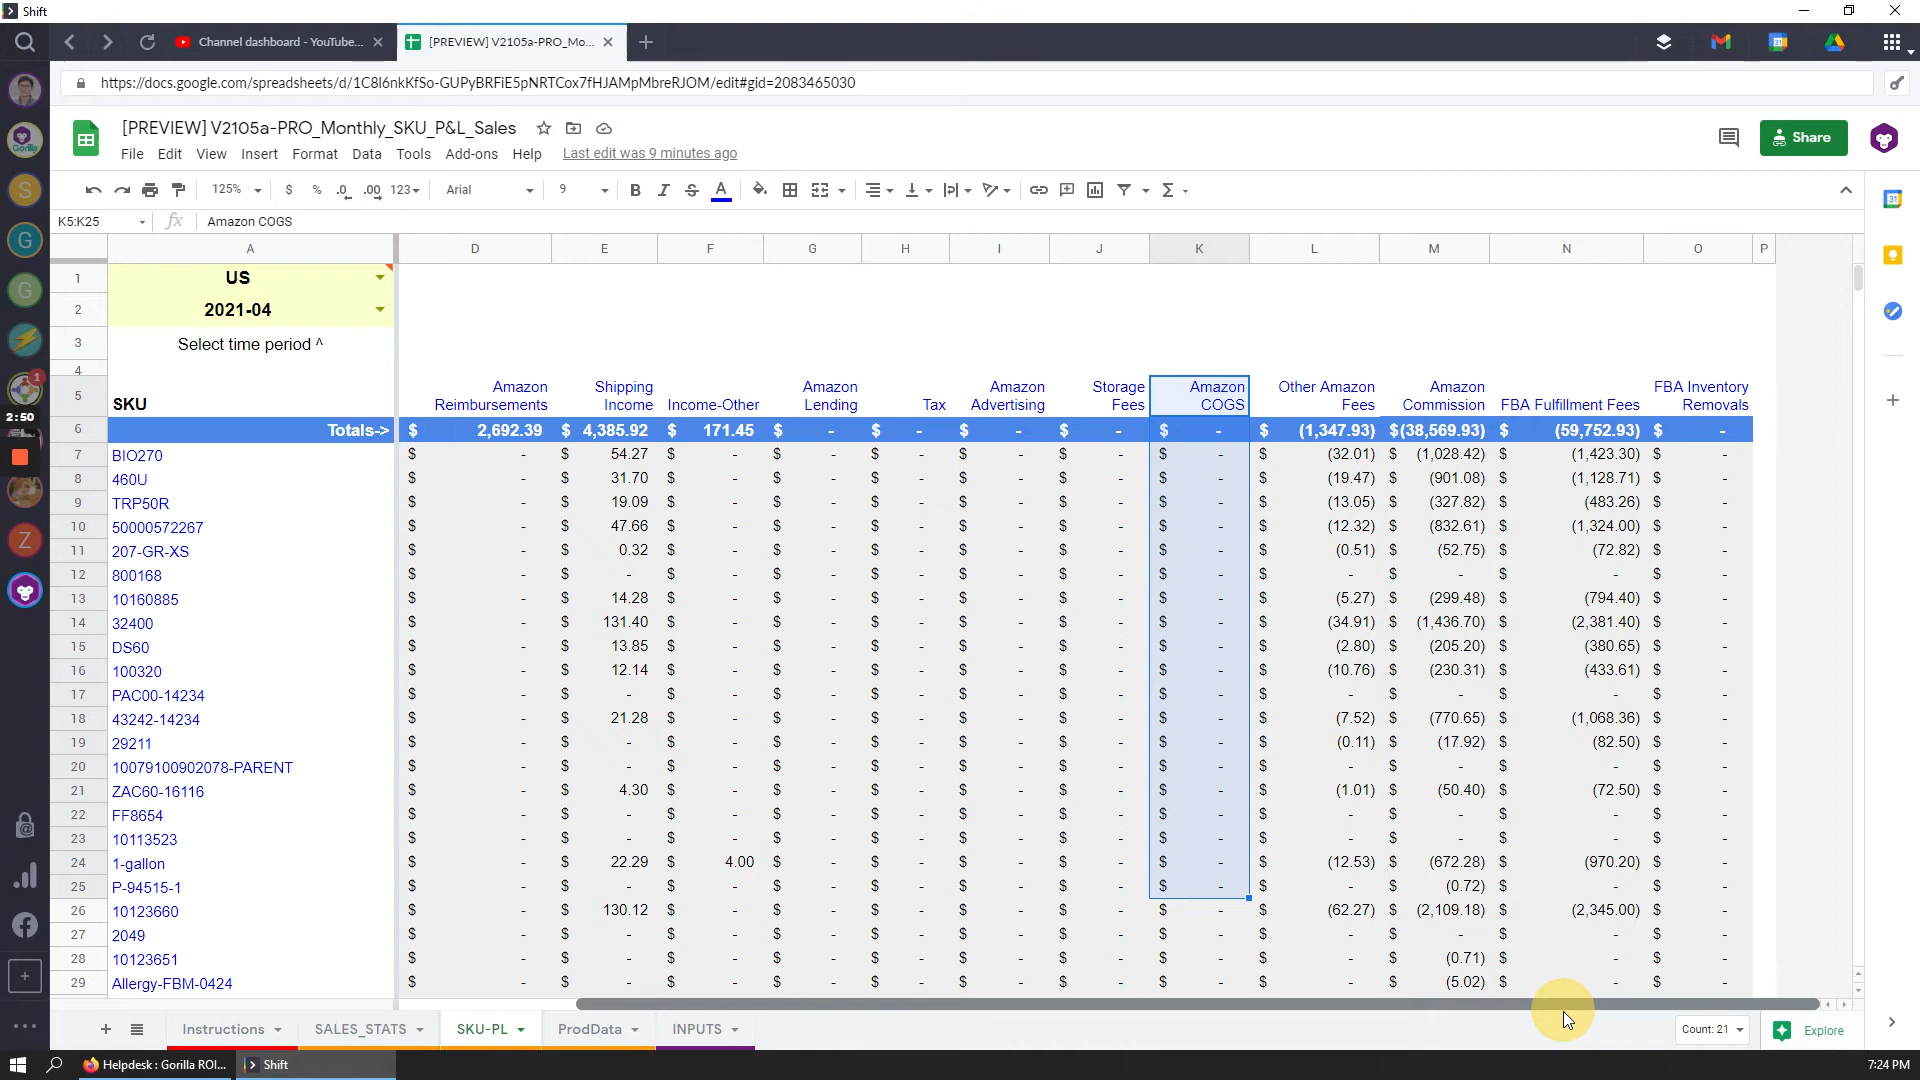 Shift
Channel dashboard - YouTube...
[PREVIEW] V2105a-PRO_Mo...
https://docs.google.com/spreadsheets/d/1C8l6nkKfSo-GUPyBRFiE5pNRTCox7fHJAMpMbreRJOM/edit#gid=2083465030
[PREVIEW] V2105a-PRO_Monthly_SKU_P&L_Sales
File Edit View Insert Format Data Tools Add-ons Help Last edit was 9 minutes ago
Share
125% $ % .0 .00 123 Arial 9 B I S A
K5:K25 fx Amazon COGS
A D E F G H I J K L M N O P
1 US
2 2021-04
3 Select time period ^
4
5 SKU Amazon Reimbursements Shipping Income Income-Other Amazon Lending Tax Amazon Advertising Storage Fees Amazon COGS Other Amazon Fees Amazon Commission FBA Fulfillment Fees FBA Inventory Removals
6 Totals-> $ 2,692.39 $ 4,385.92 $ 171.45 $ - $ - $ - $ - $ - $ (1,347.93) $(38,569.93) $ (59,752.93) $ -
7 BIO270 $ - $ 54.27 $ - $ - $ - $ - $ - $ - $ (32.01) $ (1,028.42) $ (1,423.30) $ -
8 460U $ - $ 31.70 $ - $ - $ - $ - $ - $ - $ (19.47) $ (901.08) $ (1,128.71) $ -
9 TRP50R $ - $ 19.09 $ - $ - $ - $ - $ - $ - $ (13.05) $ (327.82) $ (483.26) $ -
10 50000572267 $ - $ 47.66 $ - $ - $ - $ - $ - $ - $ (12.32) $ (832.61) $ (1,324.00) $ -
11 207-GR-XS $ - $ 0.32 $ - $ - $ - $ - $ - $ - $ (0.51) $ (52.75) $ (72.82) $ -
12 800168 $ - $ - $ - $ - $ - $ - $ - $ - $ - $ - $ - $ -
13 10160885 $ - $ 14.28 $ - $ - $ - $ - $ - $ - $ (5.27) $ (299.48) $ (794.40) $ -
14 32400 $ - $ 131.40 $ - $ - $ - $ - $ - $ - $ (34.91) $ (1,436.70) $ (2,381.40) $ -
15 DS60 $ - $ 13.85 $ - $ - $ - $ - $ - $ - $ (2.80) $ (205.20) $ (380.65) $ -
16 100320 $ - $ 12.14 $ - $ - $ - $ - $ - $ - $ (10.76) $ (230.31) $ (433.61) $ -
17 PAC00-14234 $ - $ - $ - $ - $ - $ - $ - $ - $ - $ - $ - $ -
18 43242-14234 $ - $ 21.28 $ - $ - $ - $ - $ - $ - $ (7.52) $ (770.65) $ (1,068.36) $ -
19 29211 $ - $ - $ - $ - $ - $ - $ - $ - $ (0.11) $ (17.92) $ (82.50) $ -
20 10079100902078-PARENT $ - $ - $ - $ - $ - $ - $ - $ - $ - $ - $ - $ -
21 ZAC60-16116 $ - $ 4.30 $ - $ - $ - $ - $ - $ - $ (1.01) $ (50.40) $ (72.50) $ -
22 FF8654 $ - $ - $ - $ - $ - $ - $ - $ - $ - $ - $ - $ -
23 10113523 $ - $ - $ - $ - $ - $ - $ - $ - $ - $ - $ - $ -
24 1-gallon $ - $ 22.29 $ 4.00 $ - $ - $ - $ - $ - $ (12.53) $ (672.28) $ (970.20) $ -
25 P-94515-1 $ - $ - $ - $ - $ - $ - $ - $ - $ - $ (0.72) $ - $ -
26 10123660 $ - $ 130.12 $ - $ - $ - $ - $ - $ - $ (62.27) $ (2,109.18) $ (2,345.00) $ -
27 2049 $ - $ - $ - $ - $ - $ - $ - $ - $ - $ - $ - $ -
28 10123651 $ - $ - $ - $ - $ - $ - $ - $ - $ - $ (0.71) $ - $ -
29 Allergy-FBM-0424 $ - $ - $ - $ - $ - $ - $ - $ - $ - $ (5.02) $ - $ -
Gorilla
S
G
G
1
2:50
Z
31
Instructions SALES_STATS SKU-PL ProdData INPUTS Count: 21 Explore
Helpdesk : Gorilla ROI... Shift 7:24 PM